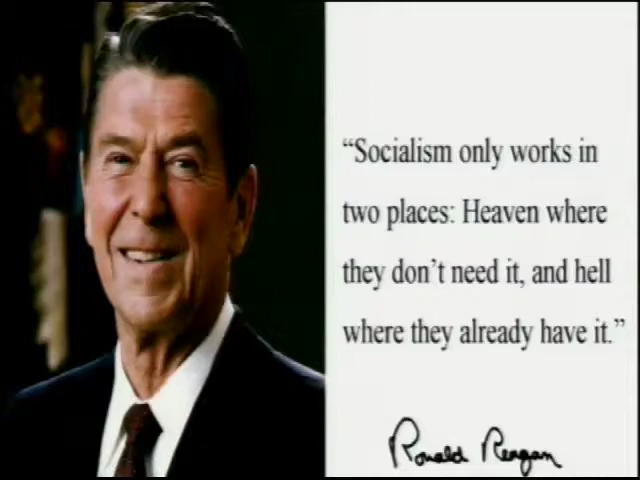 “Socialism only works in
two places: Heaven where
they don’t need it, and hell
where they already have it.”
Ronald Reagan